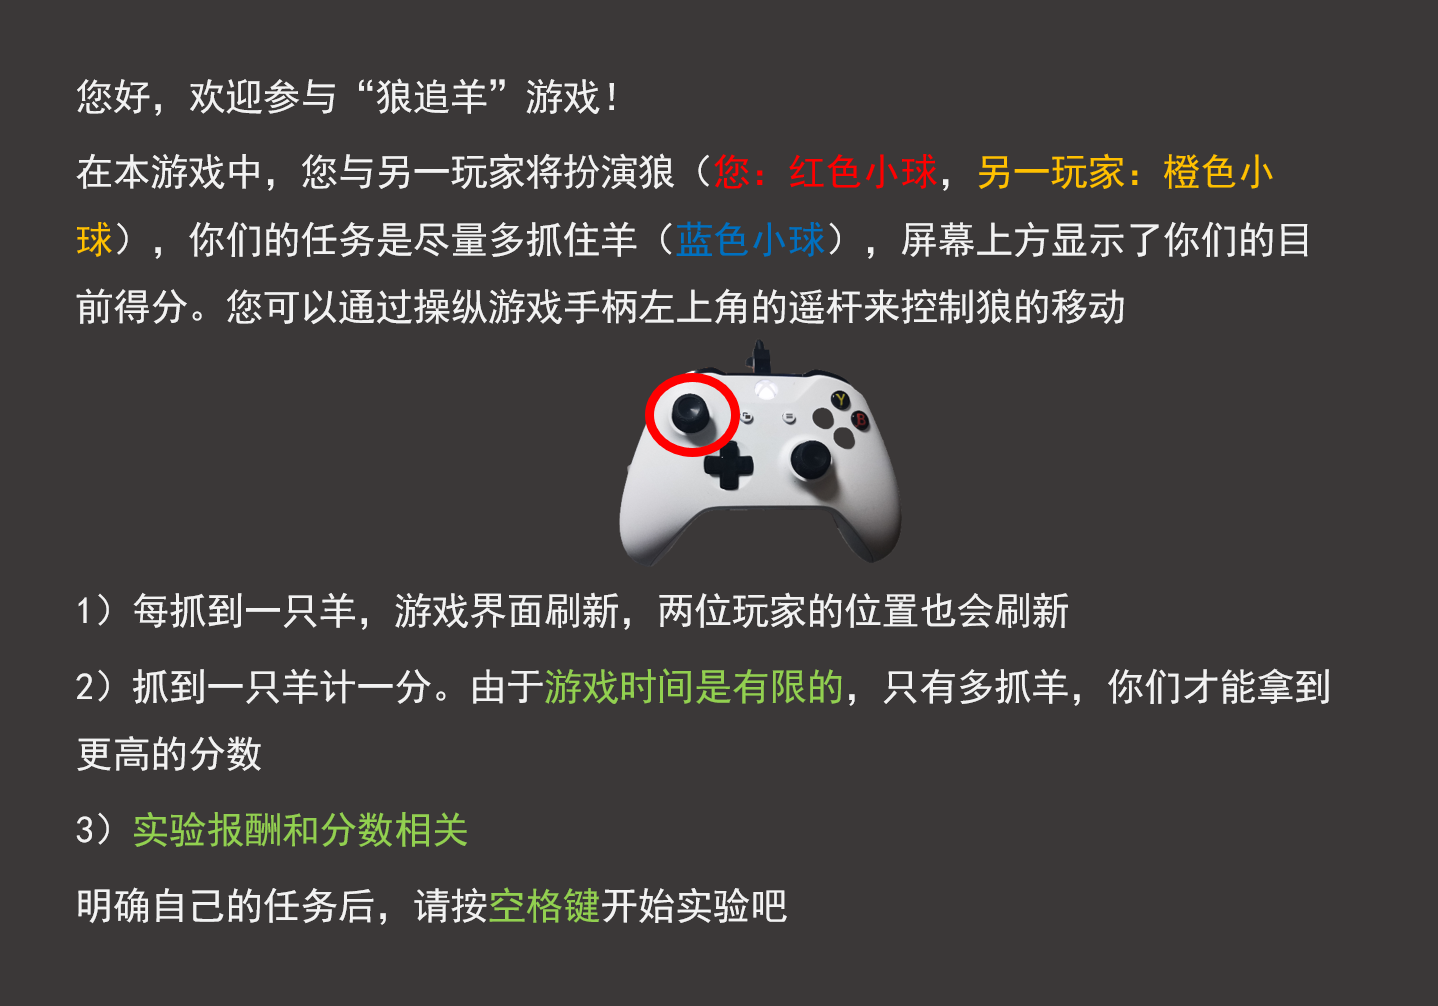 您好，欢迎参与“狼追羊”游戏！
在本游戏中，您与另一玩家将扮演狼（您：红色小球，另一玩家：橙色小
球），你们的任务是尽量多抓住羊（蓝色小球），屏幕上方显示了你们的目
前得分。您可以通过操纵游戏手柄左上角的遥杆来控制狼的移动
Y
B
1）每抓到一只羊，游戏界面刷新，两位玩家的位置也会刷新
2）抓到一只羊计一分。由于游戏时间是有限的，只有多抓羊，你们才能拿到
更高的分数
3）实验报酬和分数相关
明确自己的任务后，请按空格键开始实验吧